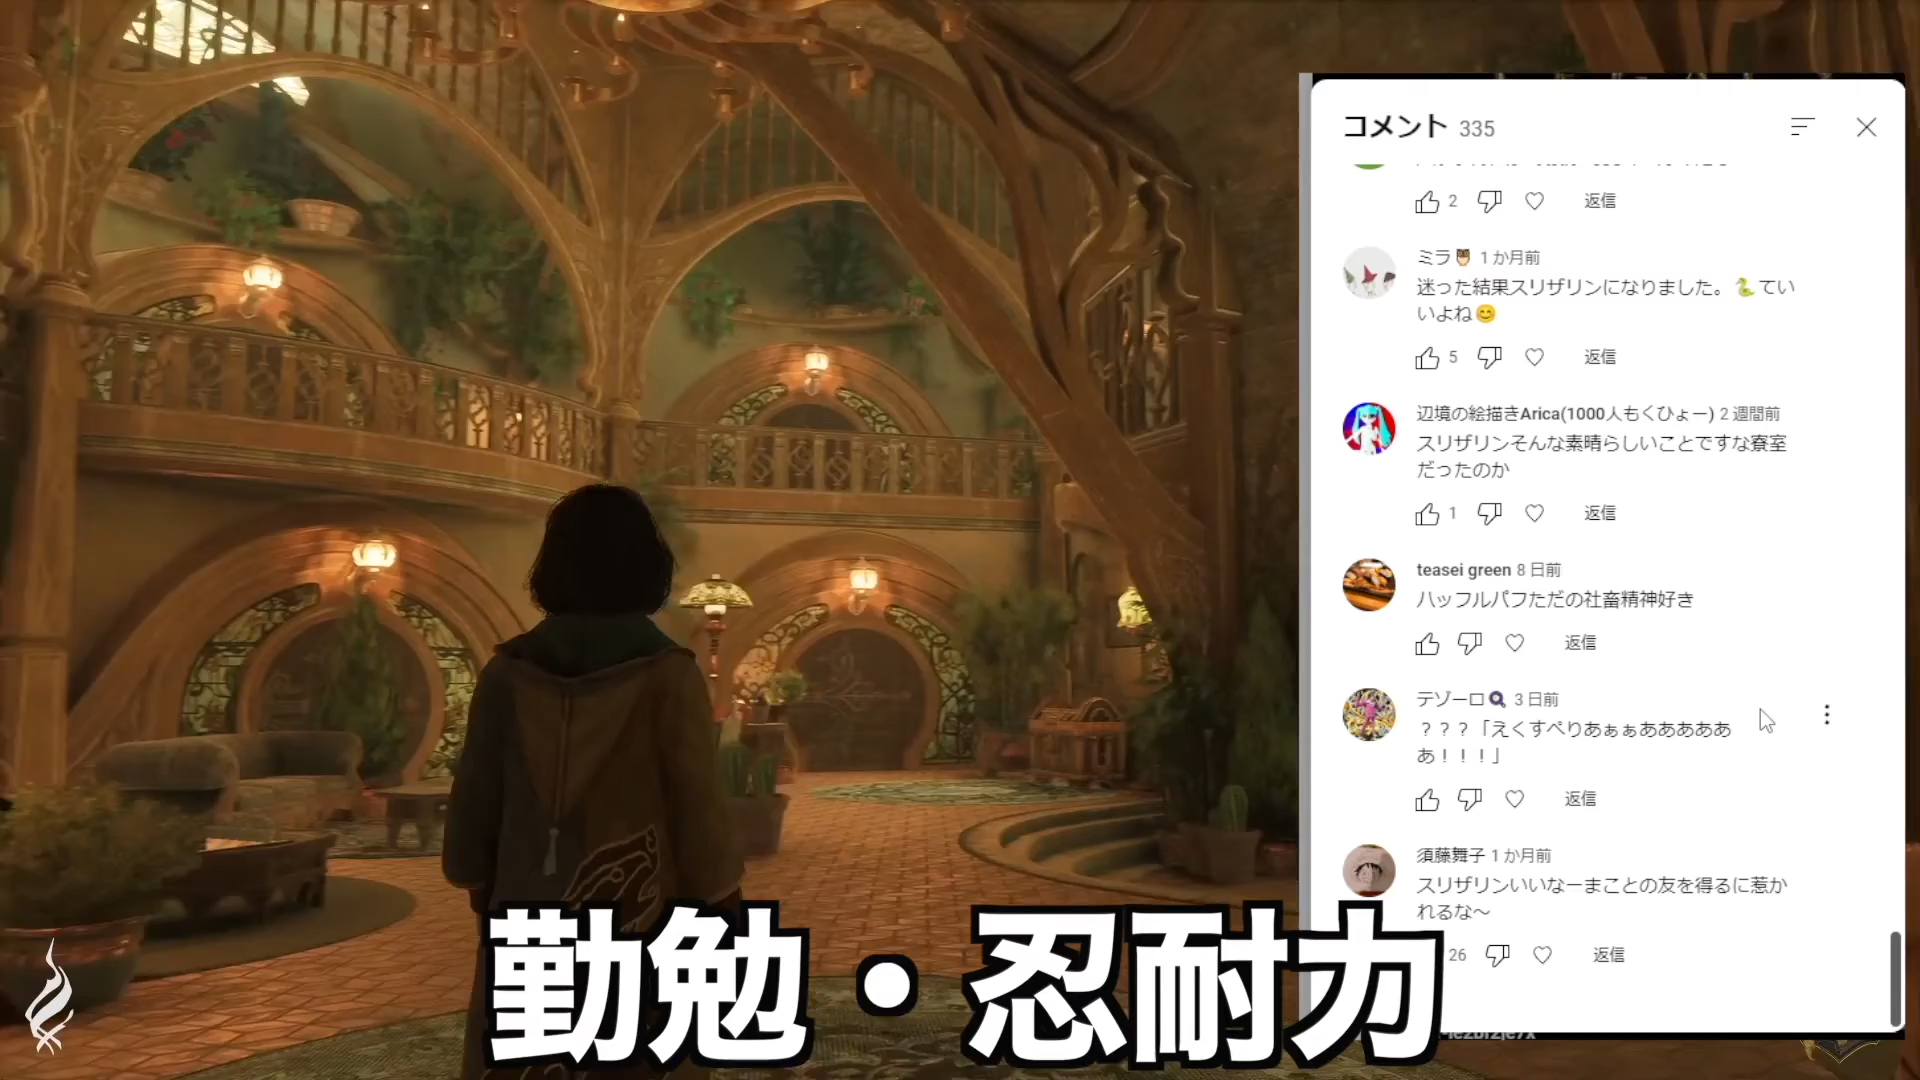 コメント 335
2 返信
ミラ🦉 1 か月前
迷った結果スリザリンになりました。🐍てい
いよね😊
5 返信
辺境の絵描きArica(1000人もくひょー) 2 週間前
スリザリンそんな素晴らしいことですな寮室
だったのか
1 返信
teasei green 8 日前
ハッフルパフただの社畜精神好き
返信
テゾーロ 3 日前
？？？「えくすぺりあぁぁあああああ
あ！！！」
返信
須藤舞子 1 か月前
スリザリンいいなーまことの友を得るに惹か
れるな〜
26 返信
勤勉・忍耐力